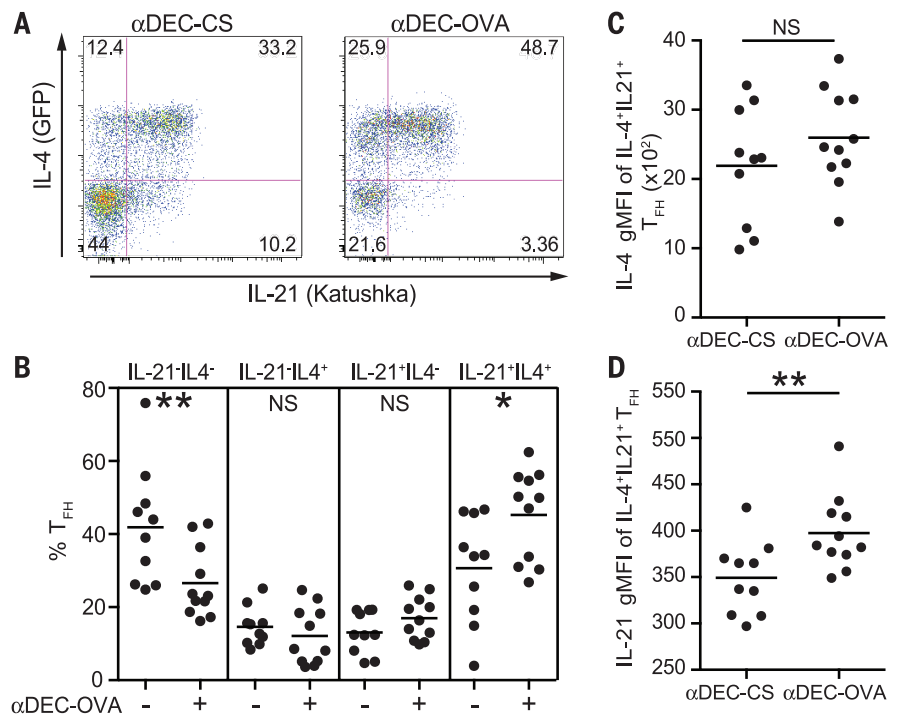 A
αDEC-CS
αDEC-OVA
12.4
33.2
44
10.2
25.9
48.7
21.6
3.36
IL-4 (GFP)
IL-21 (Katushka)
B
IL-21⁻IL4⁻
IL-21⁻IL4⁺
IL-21⁺IL4⁻
IL-21⁺IL4⁺
**
NS
NS
*
80
60
40
20
0
% TFH
αDEC-OVA
- + - + - + - +
C
NS
40
30
20
10
0
IL-4 gMFI of IL-4⁺IL21⁺
TFH (x10²)
αDEC-CS αDEC-OVA
D
**
550
550
450
400
350
300
250
IL-21 gMFI of IL-4⁺IL21⁺ TFH
αDEC-CS αDEC-OVA